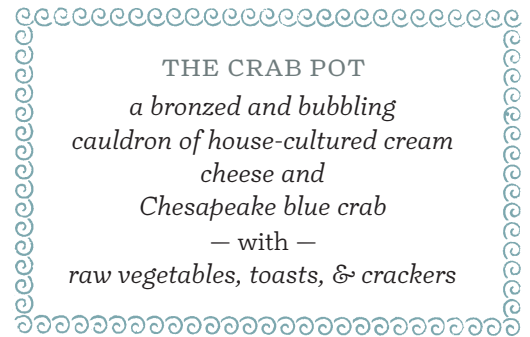 THE CRAB POT
a bronzed and bubbling
cauldron of house-cultured cream
cheese and
Chesapeake blue crab
— with —
raw vegetables, toasts, & crackers